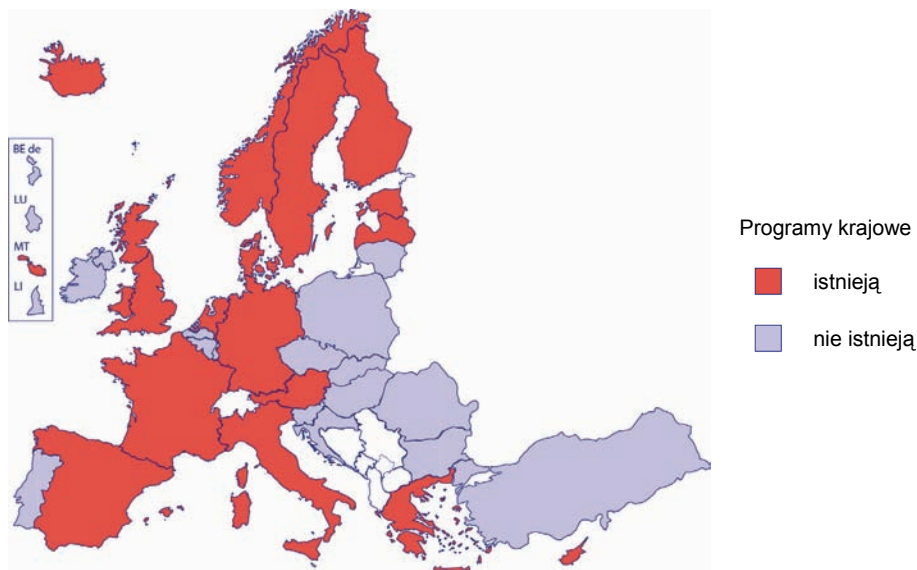 BE de
LU
MT
LI
Programy krajowe
istnieją
nie istnieją